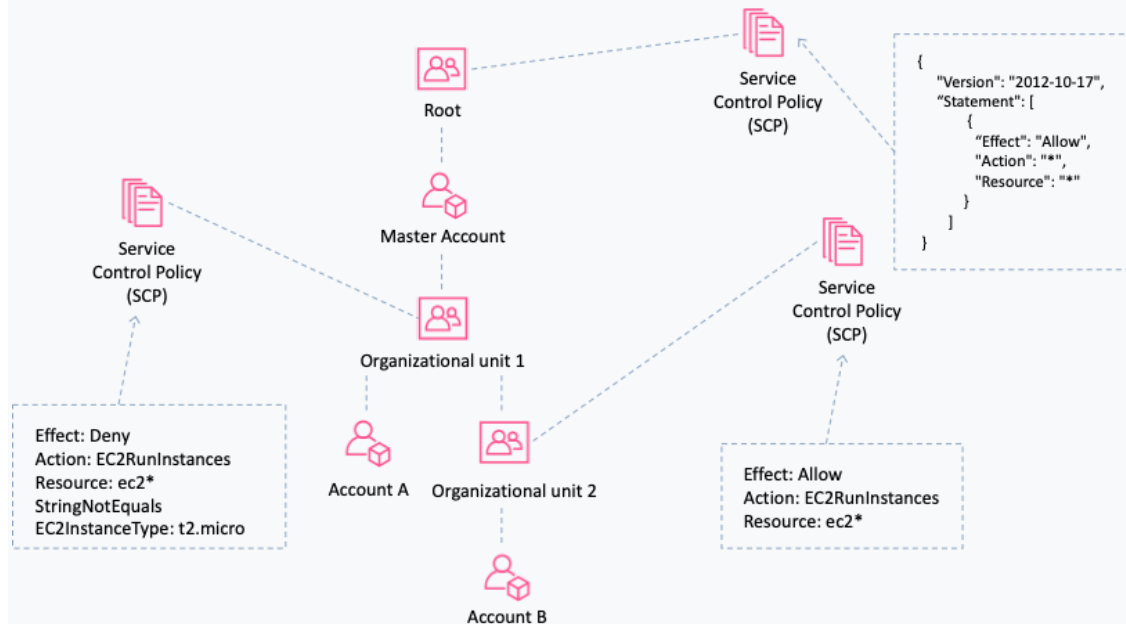 Root
Service
Control Policy
(SCP)
{
"Version": "2012-10-17",
“Statement": [
{
“Effect": "Allow",
"Action": "*",
"Resource": "*"
}
]
}
Master Account
Service
Control Policy
(SCP)
Service
Control Policy
(SCP)
Organizational unit 1
Effect: Deny
Action: EC2RunInstances
Resource: ec2*
StringNotEquals
EC2InstanceType: t2.micro
Account A
Organizational unit 2
Effect: Allow
Action: EC2RunInstances
Resource: ec2*
Account B